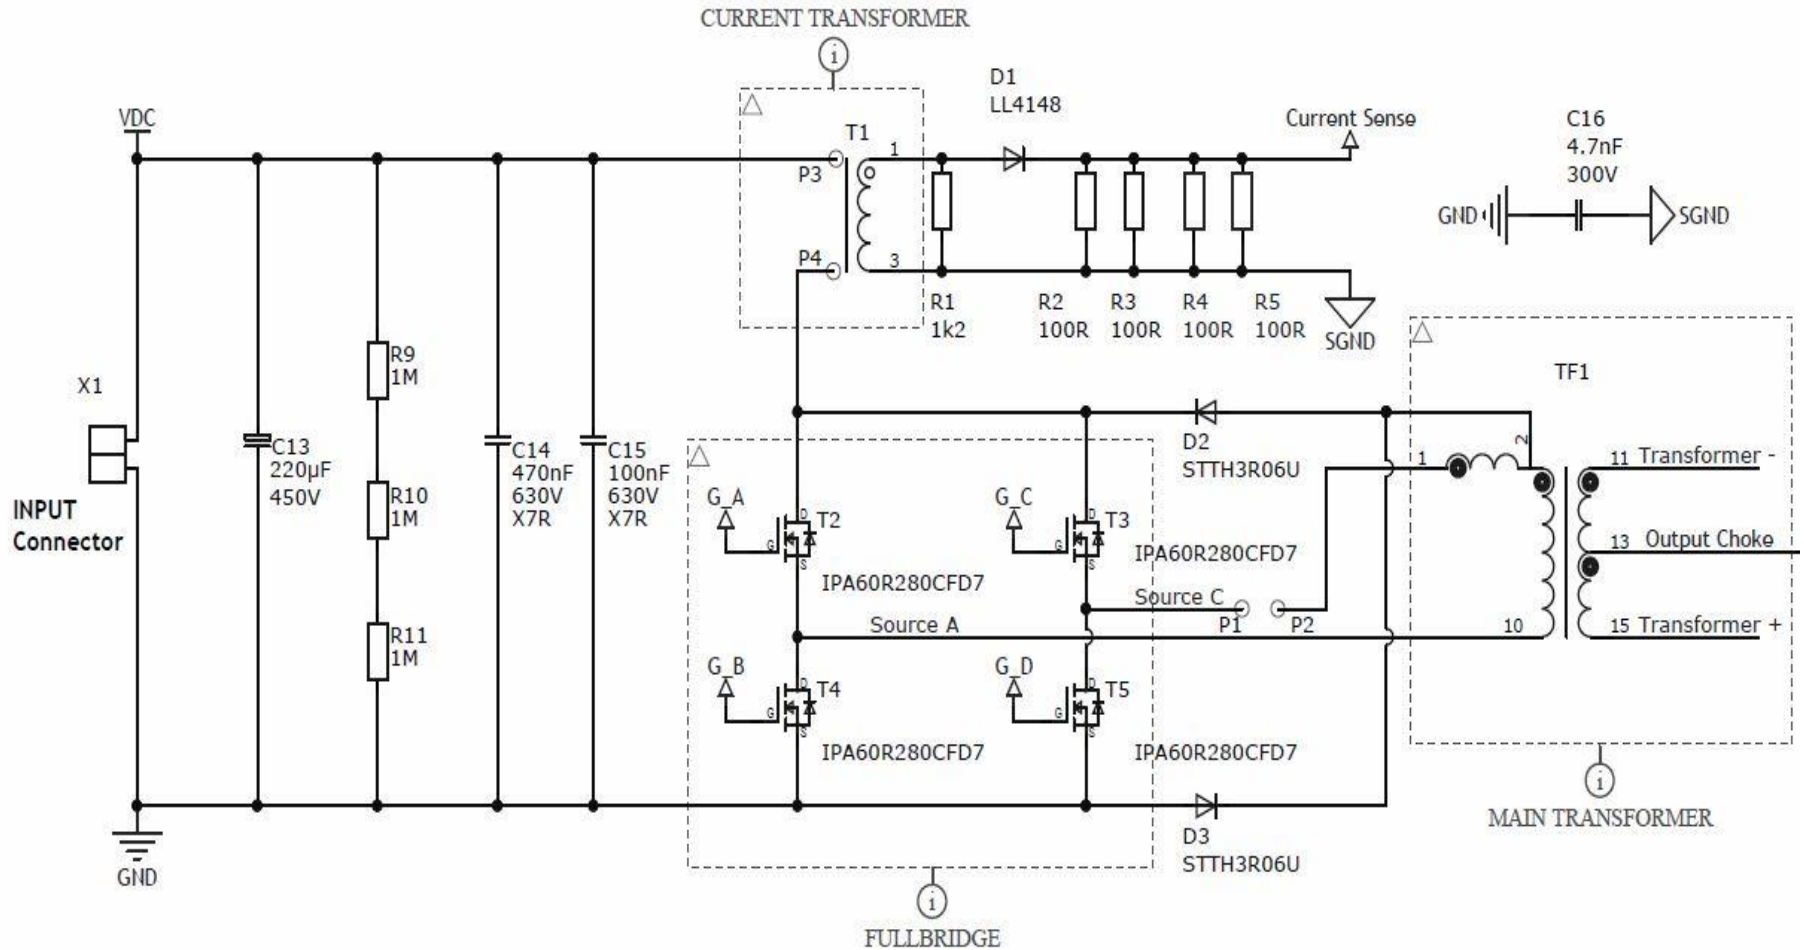 CURRENT TRANSFORMER
i
VDC
T1
P3
P4
1
3
D1
LL4148
Current Sense
R1
1k2
R2
100R
R3
100R
R4
100R
R5
100R
SGND
C16
4.7nF
300V
GND
SGND
X1
INPUT
Connector
C13
220µF
450V
R9
1M
R10
1M
R11
1M
C14
470nF
630V
X7R
C15
100nF
630V
X7R
GND
G_A
D
G
S
T2
IPA60R280CFD7
G_C
D
G
S
T3
IPA60R280CFD7
D2
STTH3R06U
Source A
Source C
P1
P2
G_B
D
G
S
T4
IPA60R280CFD7
G_D
D
G
S
T5
IPA60R280CFD7
D3
STTH3R06U
i
FULLBRIDGE
TF1
1
2
10
11 Transformer -
13 Output Choke
15 Transformer +
i
MAIN TRANSFORMER